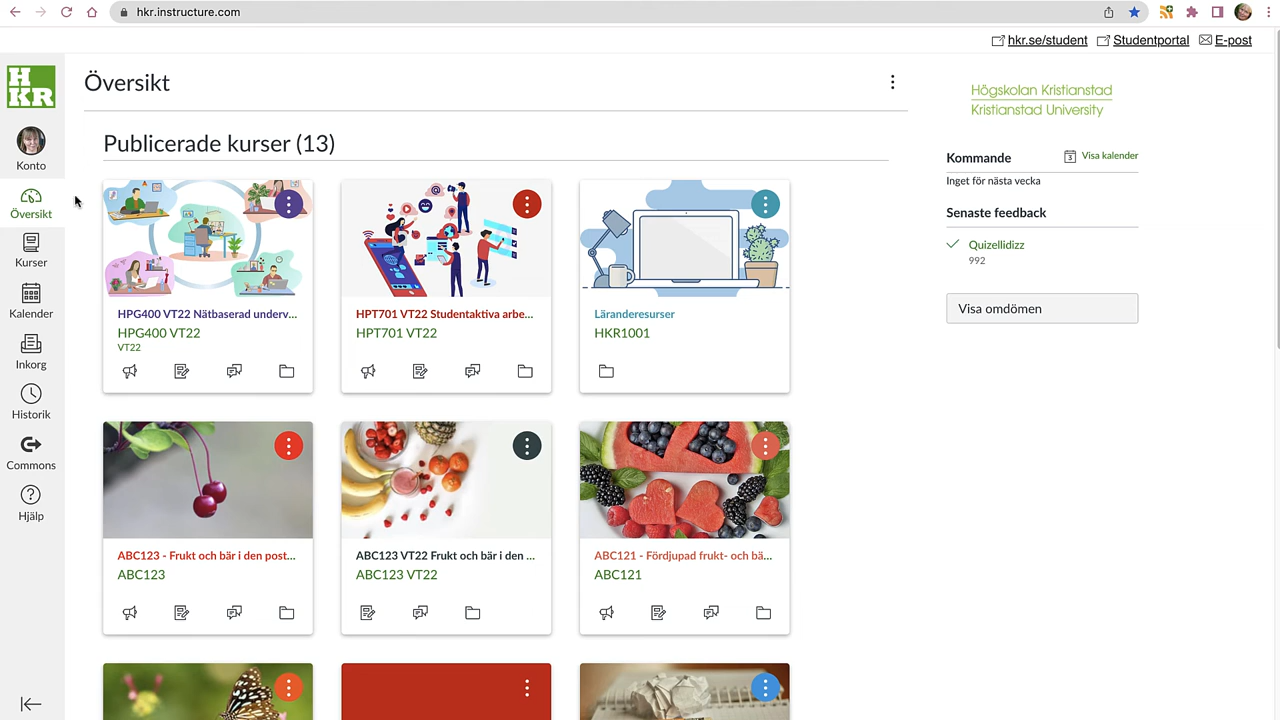 hkr.instructure.com
hkr.se/student Studentportal E-post
H
KR
Konto
Översikt
Kurser
Kalender
Inkorg
Historik
Commons
Hjälp
Översikt
Publicerade kurser (13)
HPG400 VT22 Nätbaserad underv...
HPG400 VT22
VT22
HPT701 VT22 Studentaktiva arbe...
HPT701 VT22
Läranderesurser
HKR1001
ABC123 - Frukt och bär i den post...
ABC123
ABC123 VT22 Frukt och bär i den ...
ABC123 VT22
ABC121 - Fördjupad frukt- och bä...
ABC121
Högskolan Kristianstad
Kristianstad University
Kommande
3 Visa kalender
Inget för nästa vecka
Senaste feedback
Quizellidizz
992
Visa omdömen